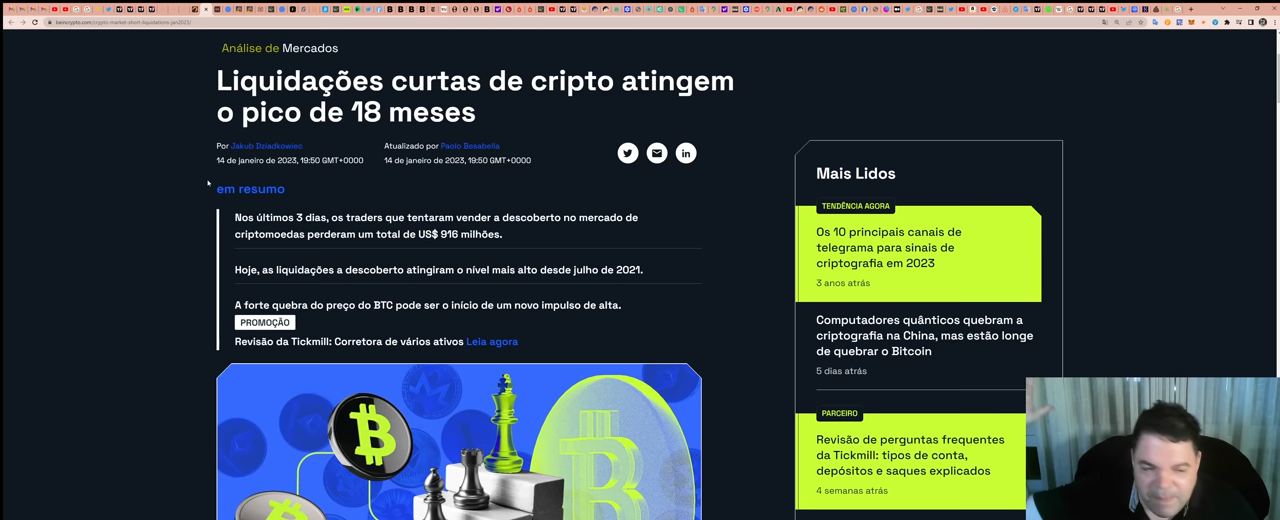 beincrypto.com/crypto-market-short-liquidations-jan2023/
Análise de Mercados
Liquidações curtas de cripto atingem
o pico de 18 meses
Por Jakub Dziadkowiec
14 de janeiro de 2023, 19:50 GMT+0000
Atualizado por Paolo Besabella
14 de janeiro de 2023, 19:50 GMT+0000
em resumo
Nos últimos 3 dias, os traders que tentaram vender a descoberto no mercado de
criptomoedas perderam um total de US$ 916 milhões.
Hoje, as liquidações a descoberto atingiram o nível mais alto desde julho de 2021.
A forte quebra do preço do BTC pode ser o início de um novo impulso de alta.
PROMOÇÃO
Revisão da Tickmill: Corretora de vários ativos Leia agora
Mais Lidos
TENDÊNCIA AGORA
Os 10 principais canais de
telegrama para sinais de
criptografia em 2023
3 anos atrás
Computadores quânticos quebram a
criptografia na China, mas estão longe
de quebrar o Bitcoin
5 dias atrás
PARCEIRO
Revisão de perguntas frequentes
da Tickmill: tipos de conta,
depósitos e saques explicados
4 semanas atrás